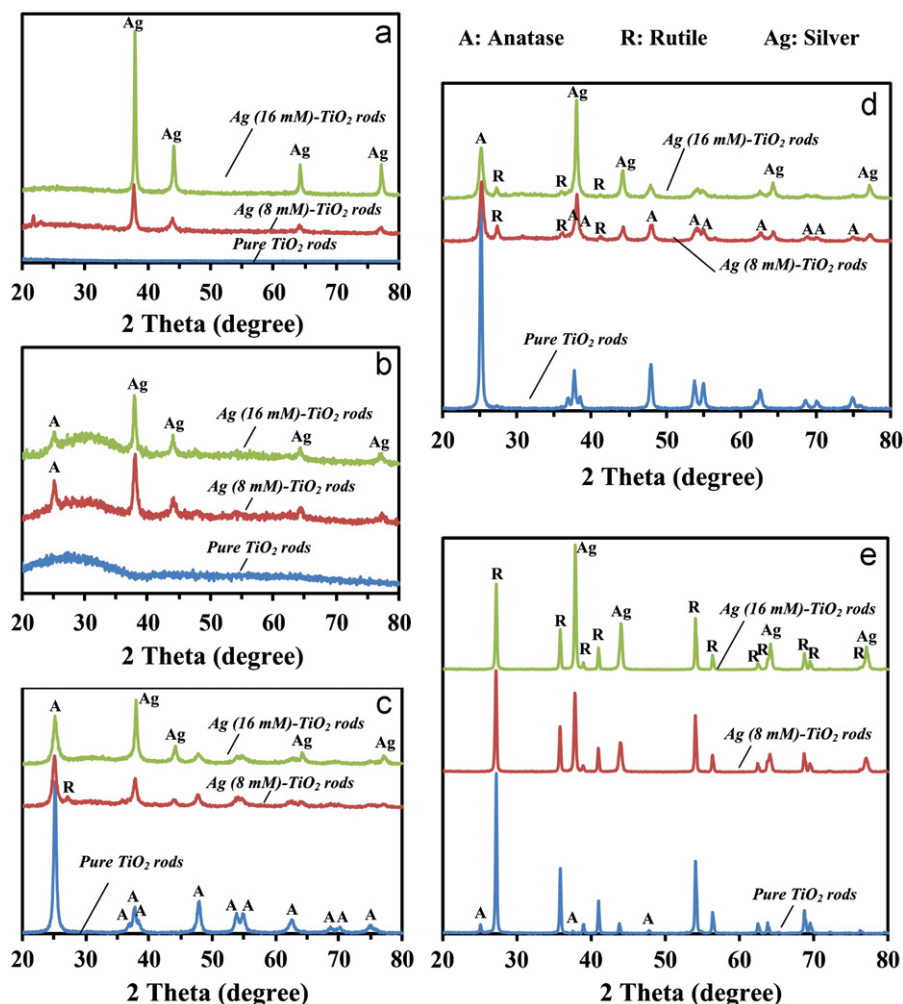 a
Ag
Ag
Ag
Ag
Ag (16 mM)-TiO2 rods
Ag (8 mM)-TiO2 rods
Pure TiO2 rods
20 30 40 50 60 70 80
2 Theta (degree)
b
Ag
A
Ag
Ag
Ag
Ag (16 mM)-TiO2 rods
A
Ag (8 mM)-TiO2 rods
Pure TiO2 rods
20 30 40 50 60 70 80
2 Theta (degree)
c
A
Ag
Ag
Ag
Ag
Ag (16 mM)-TiO2 rods
R
Ag (8 mM)-TiO2 rods
Pure TiO2 rods
A A A A A A A A A A
20 30 40 50 60 70 80
2 Theta (degree)
A: Anatase R: Rutile Ag: Silver
d
Ag
A
Ag
Ag
Ag
Ag (16 mM)-TiO2 rods
R R R
R R A A R A A A A A A A
Ag (8 mM)-TiO2 rods
Pure TiO2 rods
20 30 40 50 60 70 80
2 Theta (degree)
e
Ag
R
R R R
Ag
R
R
Ag (16 mM)-TiO2 rods
R R
Ag
R R
R
Ag
Ag (8 mM)-TiO2 rods
Pure TiO2 rods
A A A
20 30 40 50 60 70 80
2 Theta (degree)